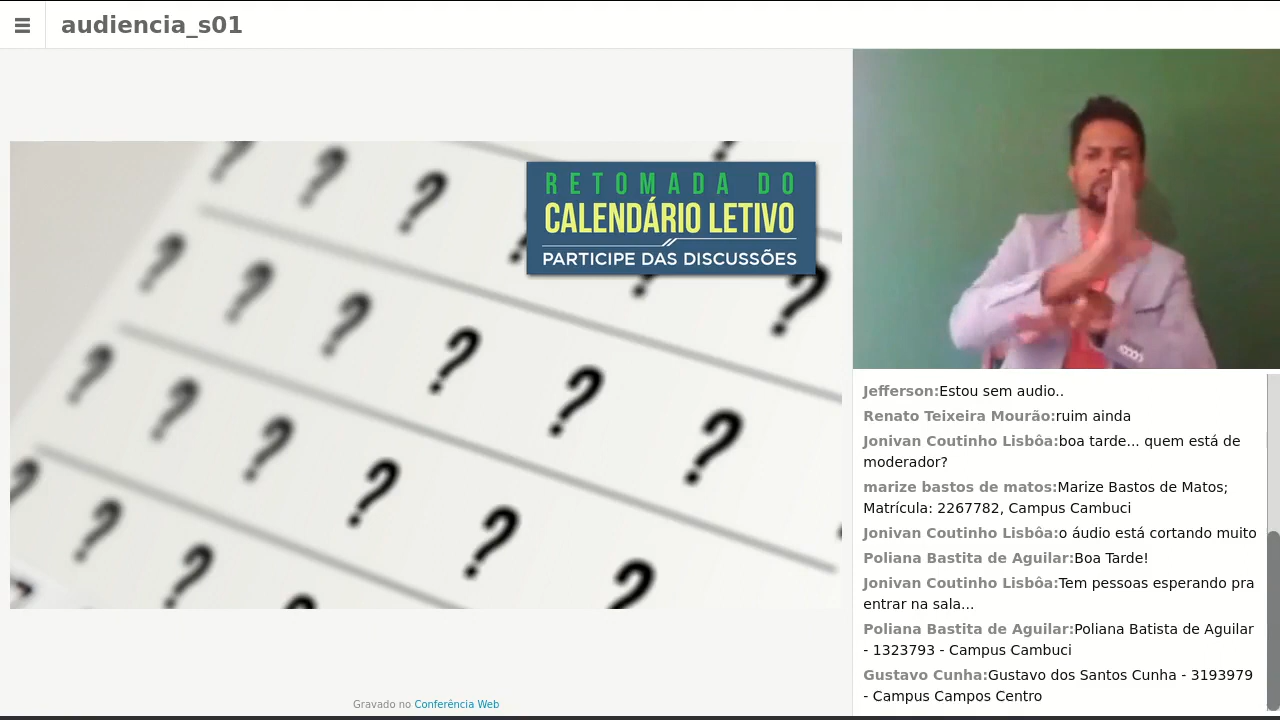 audiencia_s01
RETOMADA DO
CALENDÁRIO LETIVO
PARTICIPE DAS DISCUSSÕES
? ? ? ?
? ? ? ? ? ?
? ? ? ? ? ?
? ? ? ? ?
Jefferson:Estou sem audio..
Renato Teixeira Mourão:ruim ainda
Jonivan Coutinho Lisbôa:boa tarde... quem está de
moderador?
marize bastos de matos:Marize Bastos de Matos;
Matrícula: 2267782, Campus Cambuci
Jonivan Coutinho Lisbôa:o áudio está cortando muito
Poliana Bastita de Aguilar:Boa Tarde!
Jonivan Coutinho Lisbôa:Tem pessoas esperando pra
entrar na sala...
Poliana Bastita de Aguilar:Poliana Batista de Aguilar
- 1323793 - Campus Cambuci
Gustavo Cunha:Gustavo dos Santos Cunha - 3193979
- Campus Campos Centro
Gravado no Conferência Web